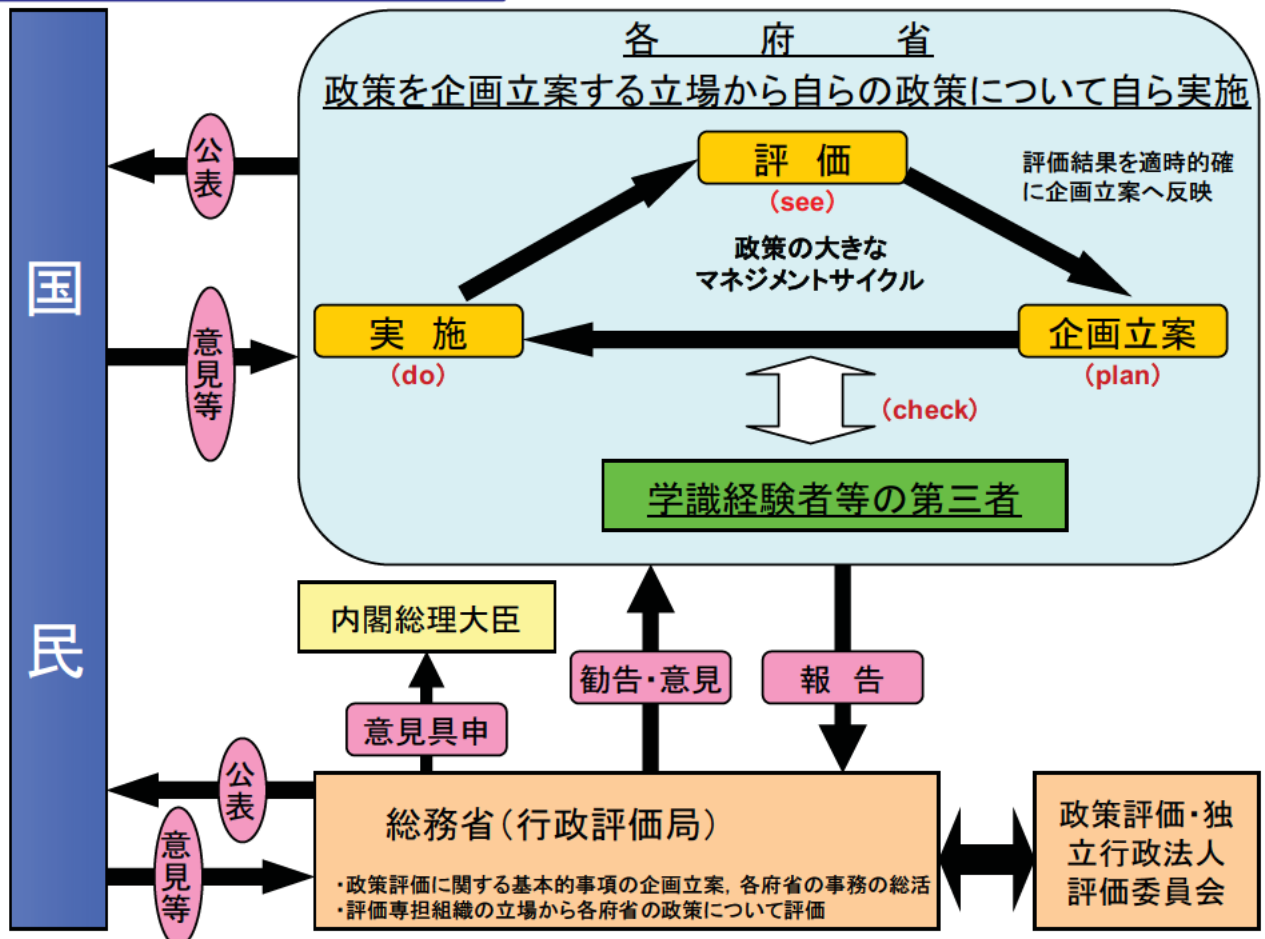 各府省
政策を企画立案する立場から自らの政策について自ら実施
公表
評価
(see)
評価結果を適時的確
に企画立案へ反映
政策の大きな
マネジメントサイクル
国民
意見等
実施
(do)
企画立案
(plan)
(check)
学識経験者等の第三者
内閣総理大臣
意見具申
勧告・意見
報告
公表
意見等
総務省(行政評価局)
・政策評価に関する基本的事項の企画立案,各府省の事務の総活
・評価専担組織の立場から各府省の政策について評価
政策評価・独
立行政法人
評価委員会